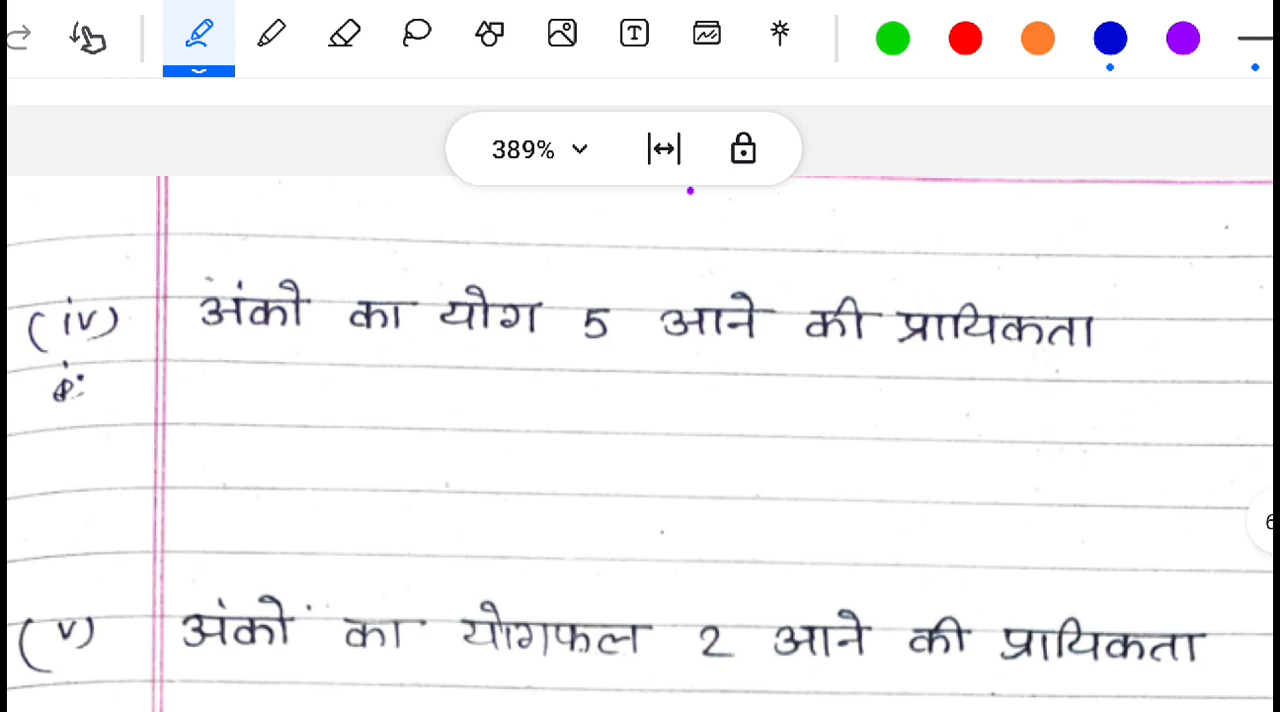 389%
(iv) अंको का योग 5 आने की प्रायिकता
(v) अंकों का योगफल 2 आने की प्रायिकता